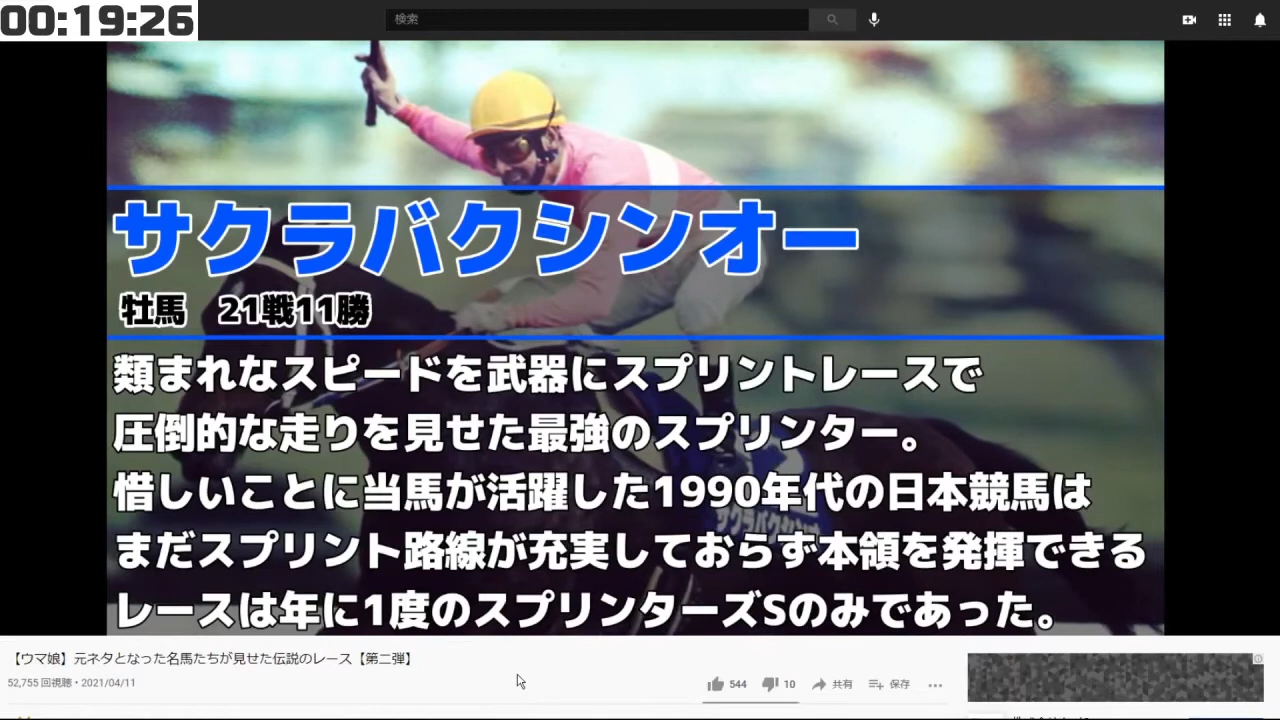 00:19:26
検索
サクラバクシンオー
牡馬 21戦11勝
類まれなスピードを武器にスプリントレースで
圧倒的な走りを見せた最強のスプリンター。
惜しいことに当馬が活躍した1990年代の日本競馬は
まだスプリント路線が充実しておらず本領を発揮できる
レースは年に1度のスプリンターズSのみであった。
【ウマ娘】元ネタとなった名馬たちが見せた伝説のレース【第二弾】
52,755 回視聴・2021/04/11
544
10
共有
保存